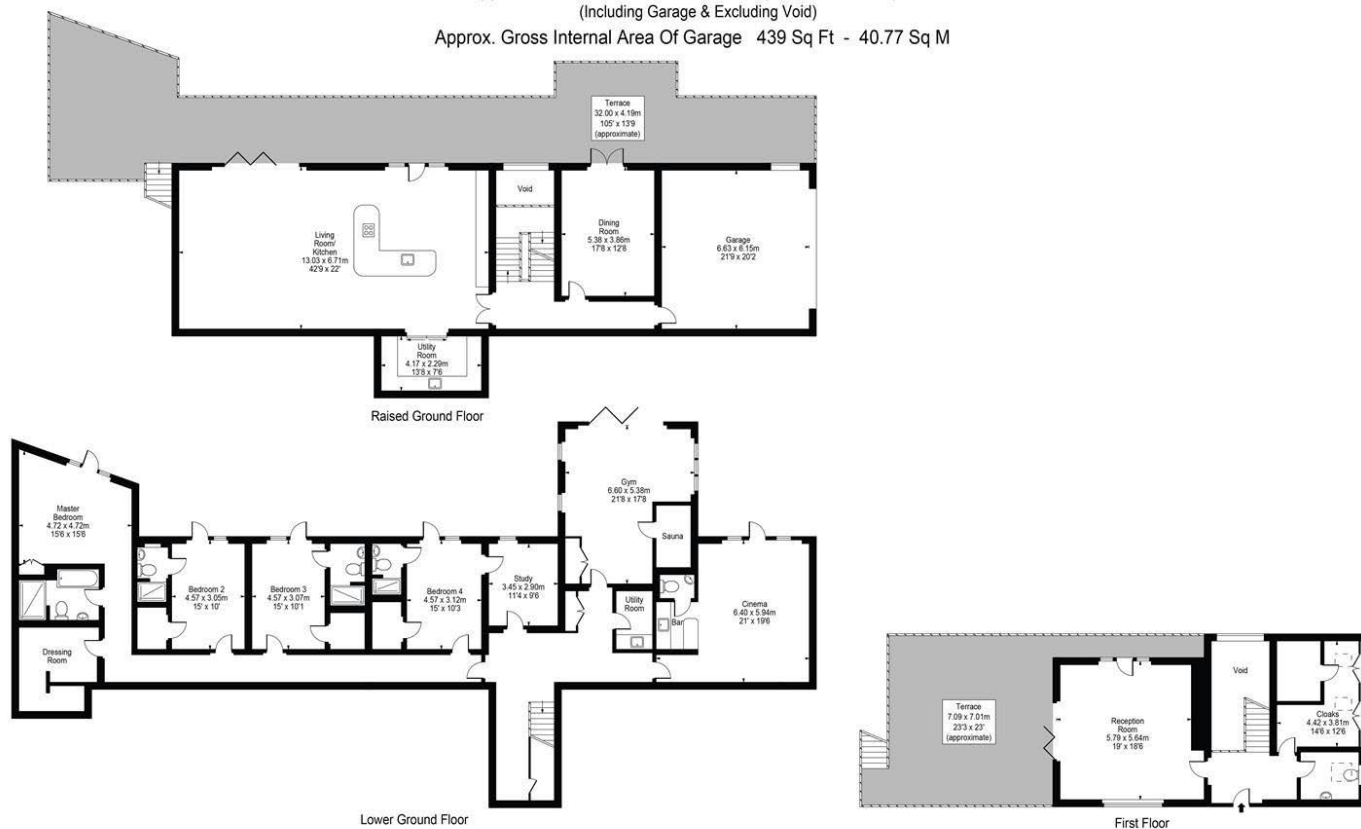 (Including Garage & Excluding Void)
Approx. Gross Internal Area Of Garage 439 Sq Ft - 40.77 Sq M
Terrace
32.00 x 4.19m
105' x 13'9
(approximate)
Void
Living
Room/
Kitchen
13.03 x 6.71m
42'9 x 22'
Dining
Room
5.38 x 3.86m
17'8 x 12'8
Garage
6.63 x 6.15m
21'9 x 20'2
Utility
Room
4.17 x 2.29m
13'8 x 7'6
Raised Ground Floor
Master
Bedroom
4.72 x 4.72m
15'6 x 15'6
Dressing
Room
Bedroom 2
4.57 x 3.05m
15' x 10'
Bedroom 3
4.57 x 3.07m
15' x 10'1
Bedroom 4
4.57 x 3.12m
15' x 10'3
Study
3.45 x 2.90m
11'4 x 9'6
Gym
6.60 x 5.38m
21'8 x 17'8
Sauna
Utility
Room
Bar
Cinema
6.40 x 5.94m
21' x 19'6
Lower Ground Floor
Terrace
7.09 x 7.01m
23'3 x 23'
(approximate)
Reception
Room
5.79 x 5.64m
19' x 18'6
Void
Cloaks
4.42 x 3.81m
14'6 x 12'6
First Floor